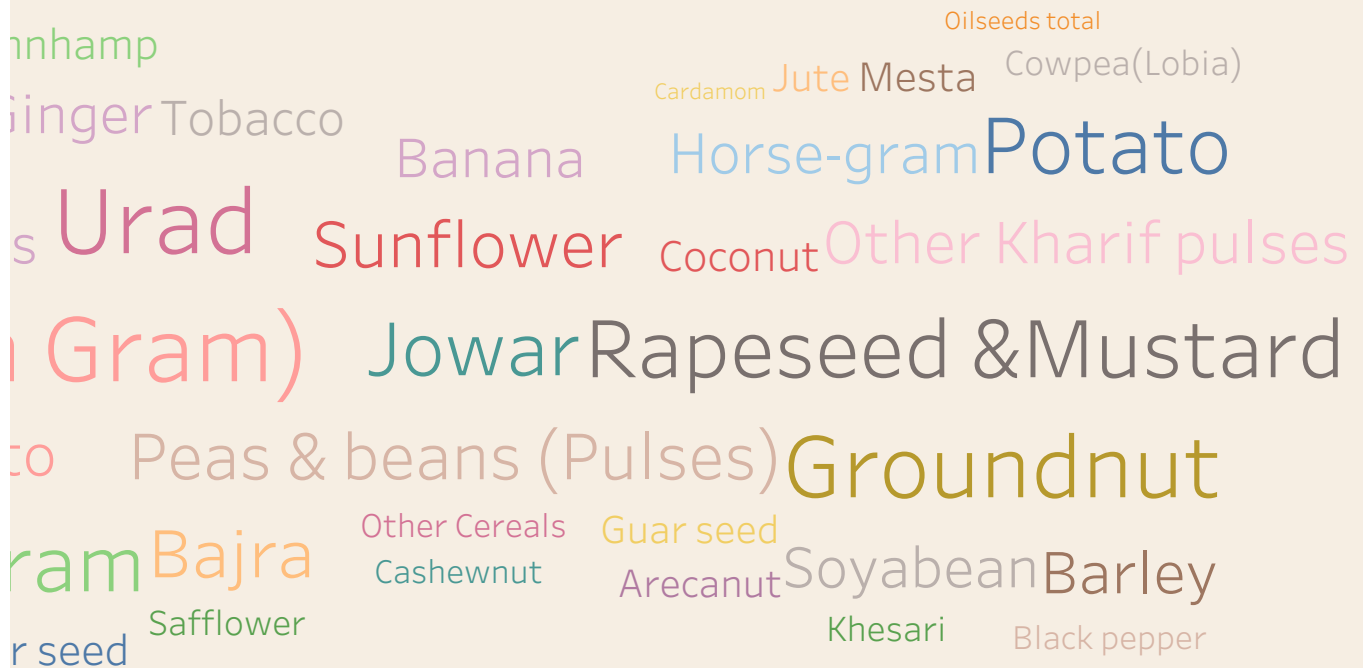 Oilseeds total
nnhamp
Cardamom Jute Mesta Cowpea(Lobia)
Ginger Tobacco
Banana Horse-gram Potato
s Urad Sunflower Coconut Other Kharif pulses
Gram) Jowar Rapeseed &Mustard
to Peas & beans (Pulses) Groundnut
Other Cereals Guar seed
ram Bajra Cashewnut Arecanut Soyabean Barley
Safflower Khesari Black pepper
r seed